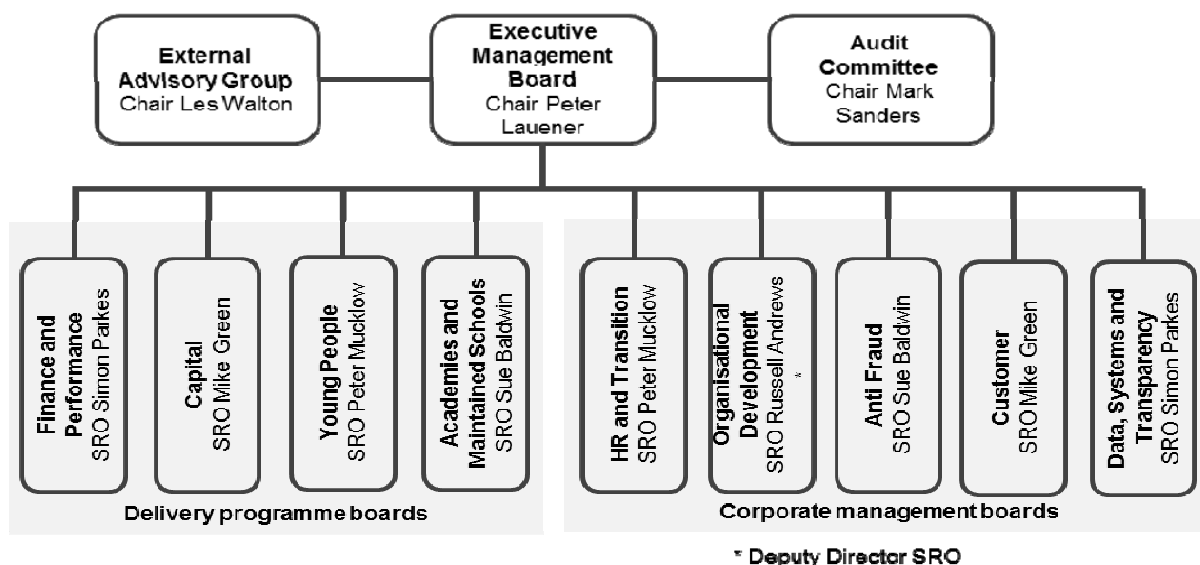 External
Advisory Group
Chair Les Walton
Executive
Management
Board
Chair Peter
Lauener
Audit
Committee
Chair Mark
Sanders
Finance and
Performance
SRO Simon Parkes
Capital
SRO Mike Green
Young People
SRO Peter Mucklow
Academies and
Maintained Schools
SRO Sue Baldwin
Delivery programme boards
HR and Transition
SRO Peter Mucklow
Organisational
Development
SRO Russell Andrews
*
Anti Fraud
SRO Sue Baldwin
Customer
SRO Mike Green
Data, Systems and
Transparency
SRO Simon Parkes
Corporate management boards
* Deputy Director SRO